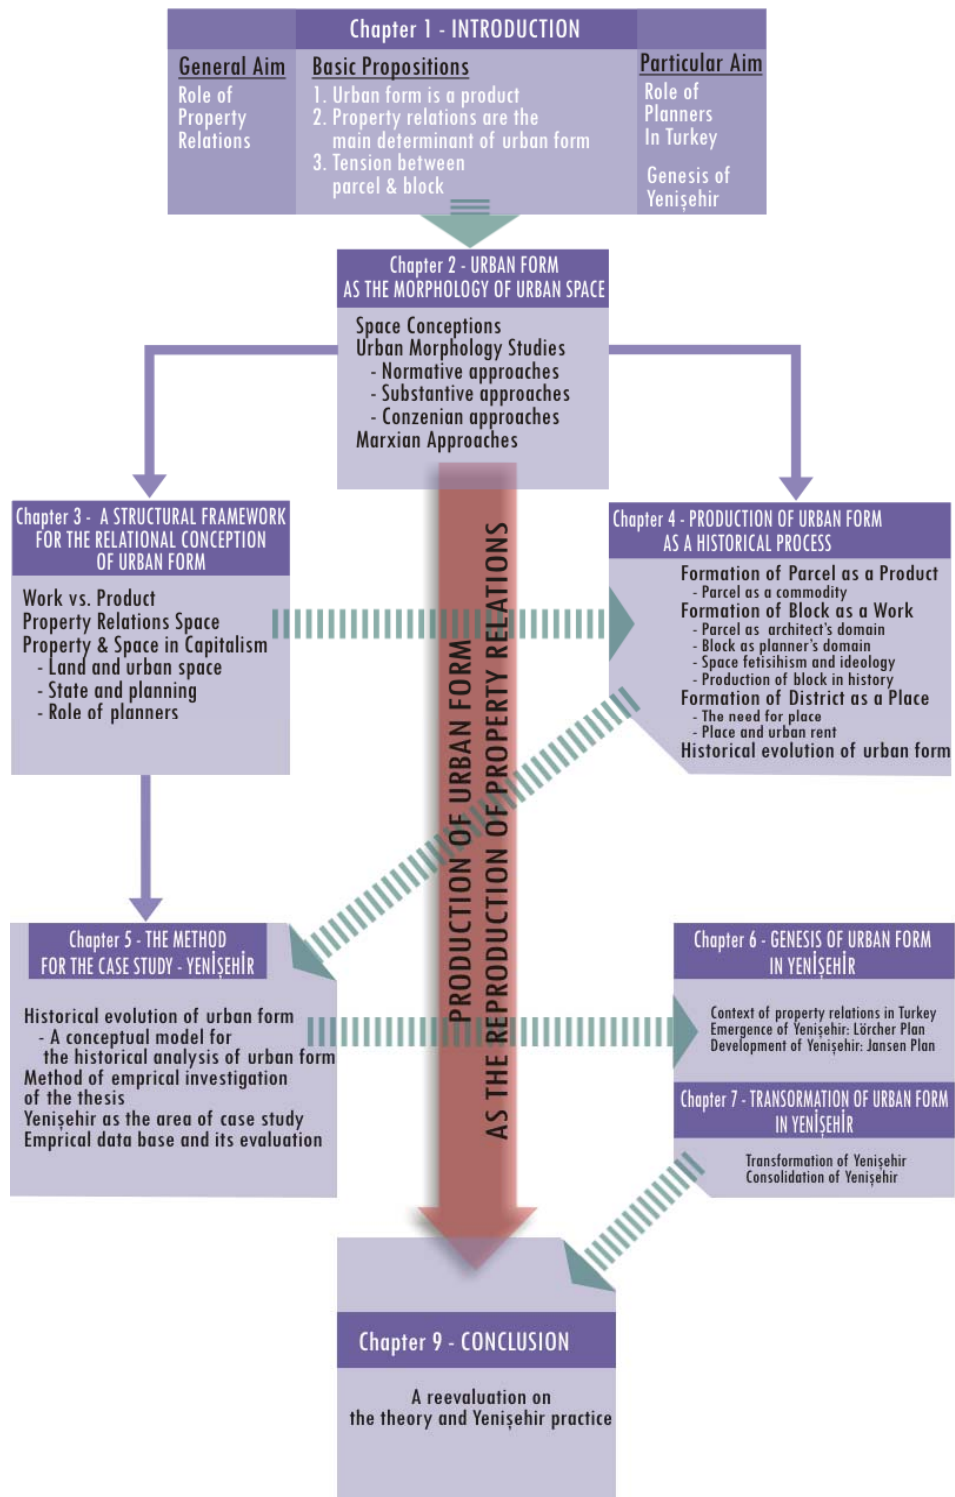 Chapter 1 - INTRODUCTION
General Aim
Role of
Property
Relations
Basic Propositions
1. Urban form is a product
2. Property relations are the
main determinant of urban form
3. Tension between
parcel & block
Particular Aim
Role of
Planners
In Turkey
Genesis of
Yenişehir
Chapter 2 - URBAN FORM
AS THE MORPHOLOGY OF URBAN SPACE
Space Conceptions
Urban Morphology Studies
- Normative approaches
- Substantive approaches
- Conzenian approaches
Marxian Approaches
Chapter 3 - A STRUCTURAL FRAMEWORK
FOR THE RELATIONAL CONCEPTION
OF URBAN FORM
Work vs. Product
Property Relations Space
Property & Space in Capitalism
- Land and urban space
- State and planning
- Role of planners
Chapter 4 - PRODUCTION OF URBAN FORM
AS A HISTORICAL PROCESS
Formation of Parcel as a Product
- Parcel as a commodity
Formation of Block as a Work
- Parcel as architect's domain
- Block as planner's domain
- Space fetisihism and ideology
- Production of block in history
Formation of District as a Place
- The need for place
- Place and urban rent
Historical evolution of urban form
PRODUCTION OF URBAN FORM
AS THE REPRODUCTION OF PROPERTY RELATIONS
Chapter 5 - THE METHOD
FOR THE CASE STUDY - YENİŞEHİR
Historical evolution of urban form
- A conceptual model for
the historical analysis of urban form
Method of emprical investigation
of the thesis
Yenişehir as the area of case study
Emprical data base and its evaluation
Chapter 6 - GENESIS OF URBAN FORM
IN YENİŞEHİR
Context of property relations in Turkey
Emergence of Yenişehir: Lörcher Plan
Development of Yenişehir: Jansen Plan
Chapter 7 - TRANSORMATION OF URBAN FORM
IN YENİŞEHİR
Transformation of Yenişehir
Consolidation of Yenişehir
Chapter 9 - CONCLUSION
A reevaluation on
the theory and Yenişehir practice